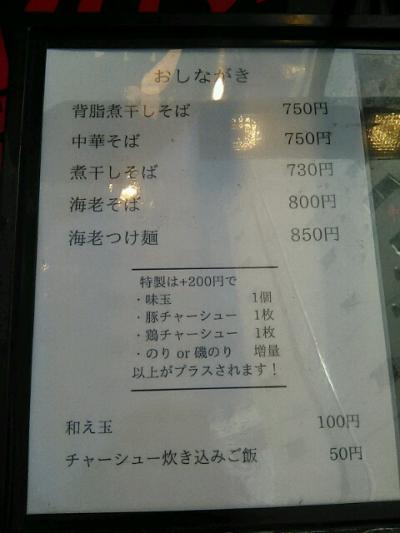 おしながき
背脂煮干しそば 750円
中華そば 750円
煮干しそば 730円
海老そば 800円
海老つけ麺 850円
特製は+200円で
・味玉 1個
・豚チャーシュー 1枚
・鶏チャーシュー 1枚
・のり or 磯のり 増量
以上がプラスされます！
和え玉 100円
チャーシュー炊き込みご飯 50円